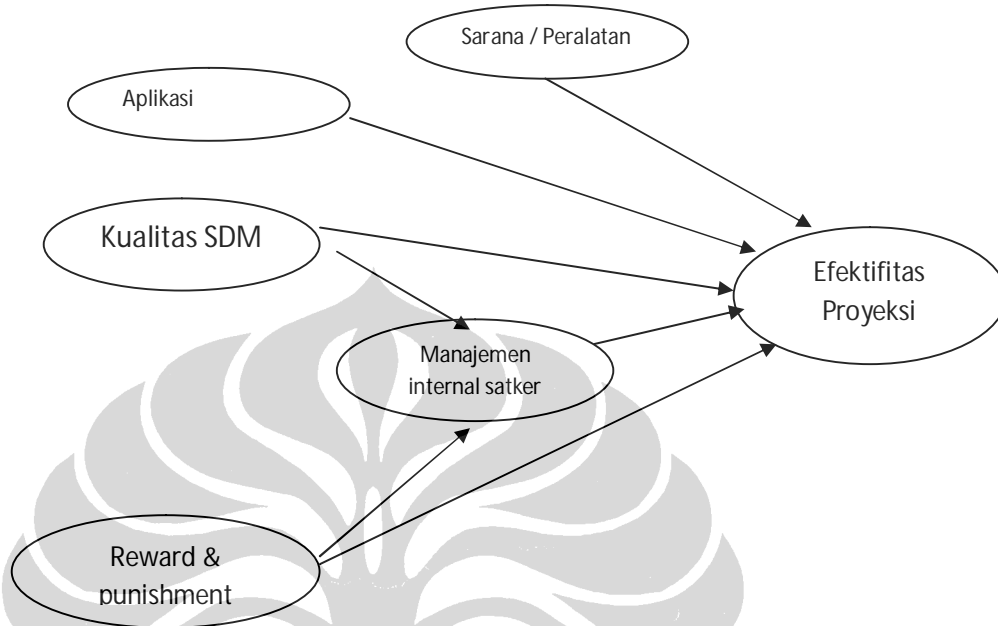 Sarana / Peralatan
Aplikasi
Kualitas SDM
Efektifitas
Proyeksi
Manajemen
internal satker
Reward &
punishment